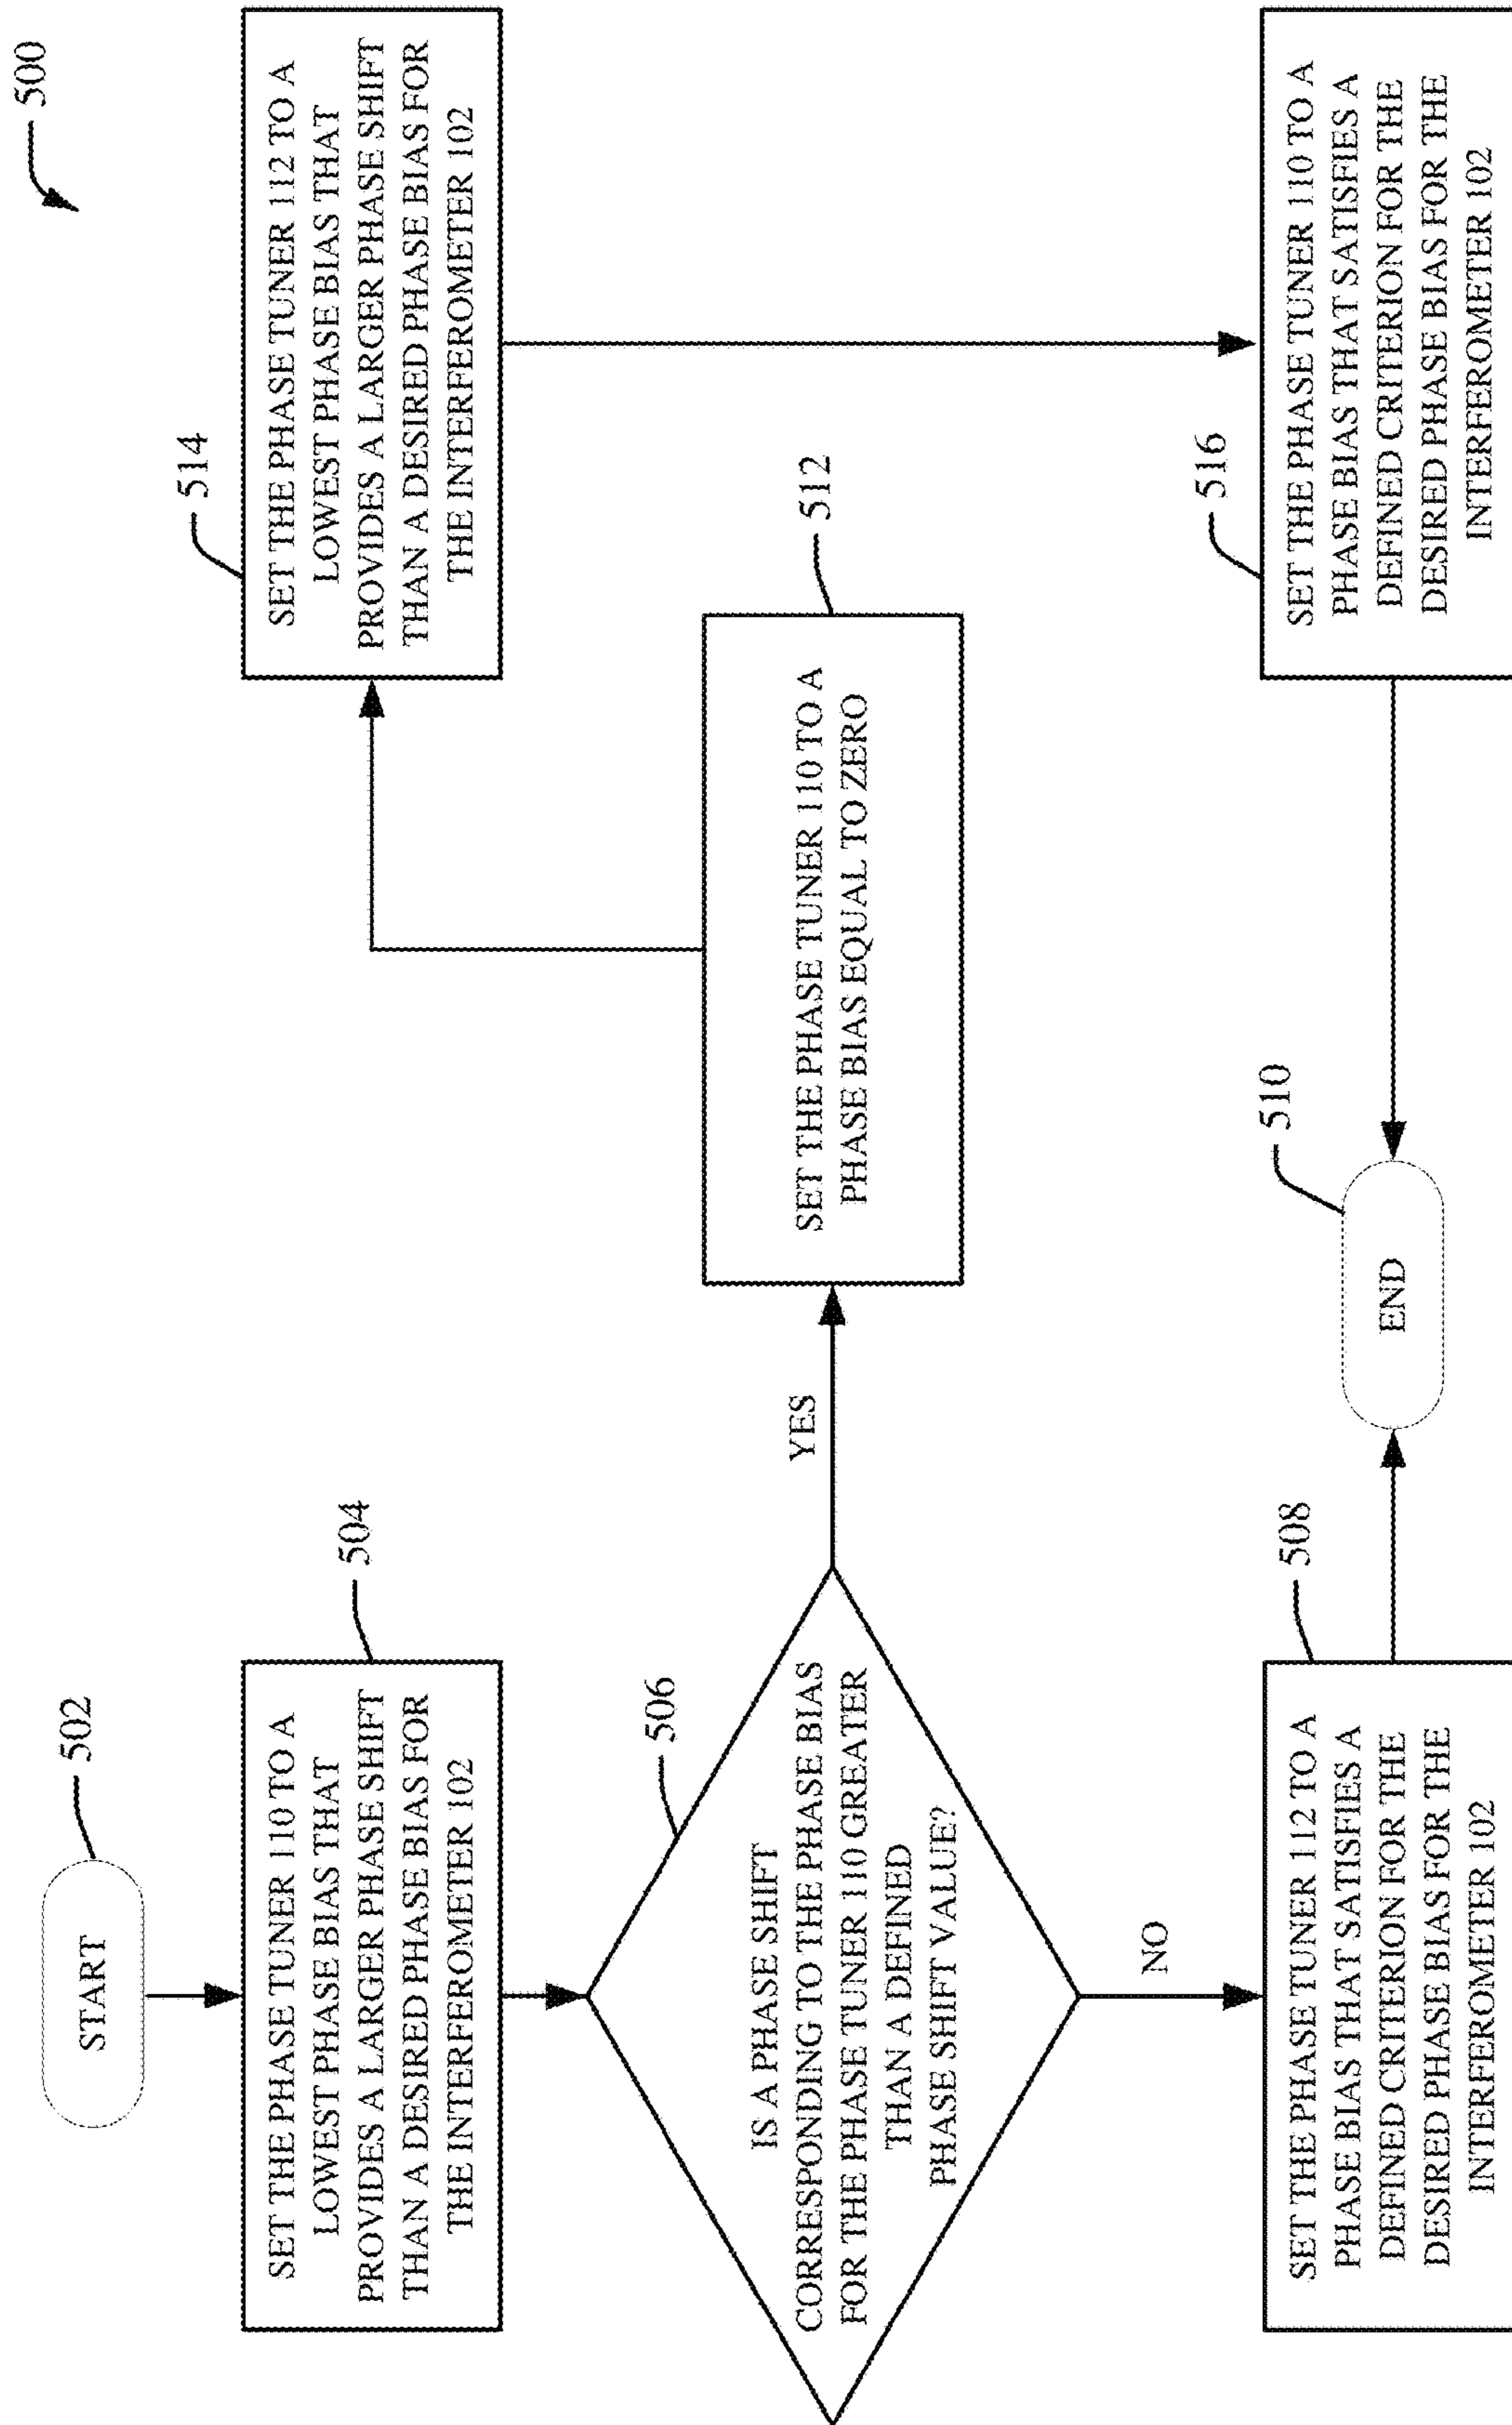 500
START
502
SET THE PHASE TUNER 110 TO A
LOWEST PHASE BIAS THAT
PROVIDES A LARGER PHASE SHIFT
THAN A DESIRED PHASE BIAS FOR
THE INTERFEROMETER 102
504
IS A PHASE SHIFT
CORRESPONDING TO THE PHASE BIAS
FOR THE PHASE TUNER 110 GREATER
THAN A DEFINED
PHASE SHIFT VALUE?
506
YES
NO
SET THE PHASE TUNER 112 TO A
PHASE BIAS THAT SATISFIES A
DEFINED CRITERION FOR THE
DESIRED PHASE BIAS FOR THE
INTERFEROMETER 102
508
END
510
SET THE PHASE TUNER 110 TO A
PHASE BIAS EQUAL TO ZERO
512
SET THE PHASE TUNER 112 TO A
LOWEST PHASE BIAS THAT
PROVIDES A LARGER PHASE SHIFT
THAN A DESIRED PHASE BIAS FOR
THE INTERFEROMETER 102
514
SET THE PHASE TUNER 110 TO A
PHASE BIAS THAT SATISFIES A
DEFINED CRITERION FOR THE
DESIRED PHASE BIAS FOR THE
INTERFEROMETER 102
516